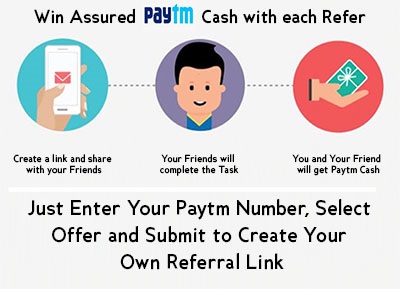 Win Assured Paytm Cash with each Refer
Create a link and share
with your Friends
Your Friends will
complete the Task
You and Your Friend
will get Paytm Cash
Just Enter Your Paytm Number, Select
Offer and Submit to Create Your
Own Referral Link